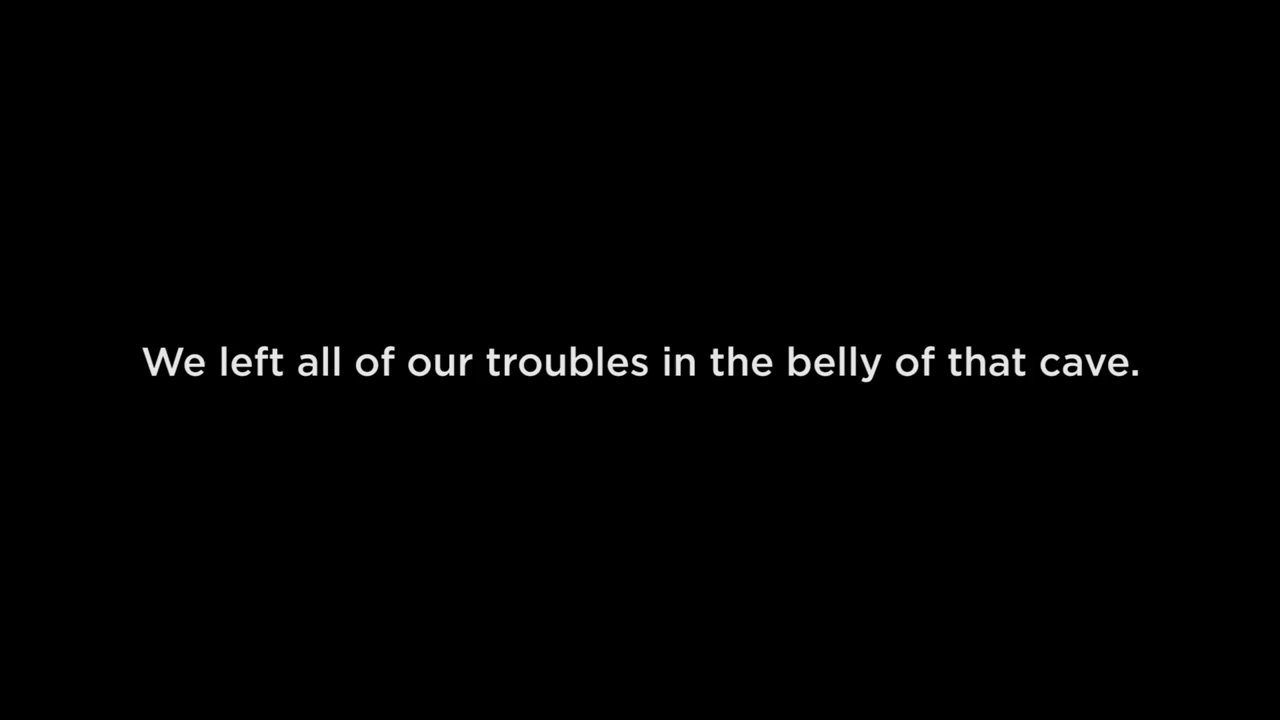 We left all of our troubles in the belly of that cave.